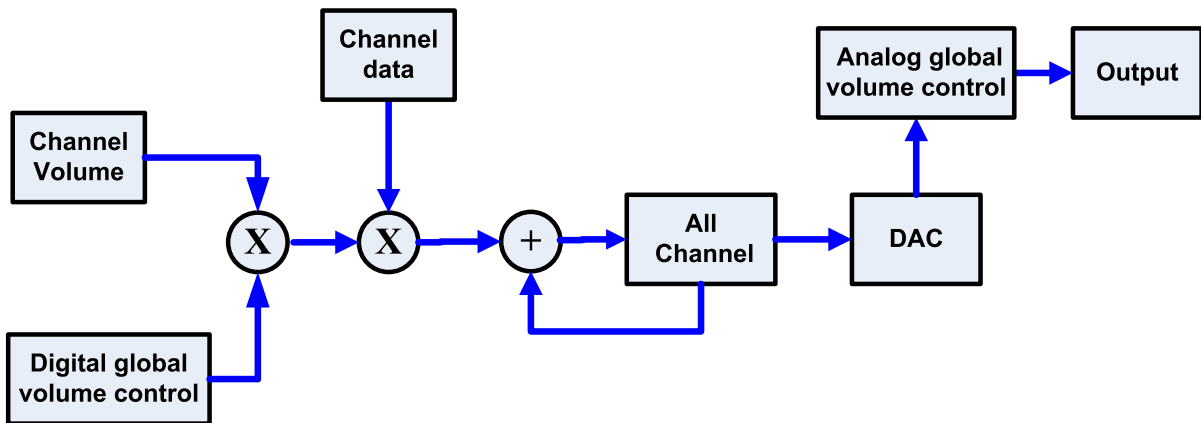 Channel
data
Analog global
volume control
Output
Channel
Volume
X
X
+
All
Channel
DAC
Digital global
volume control